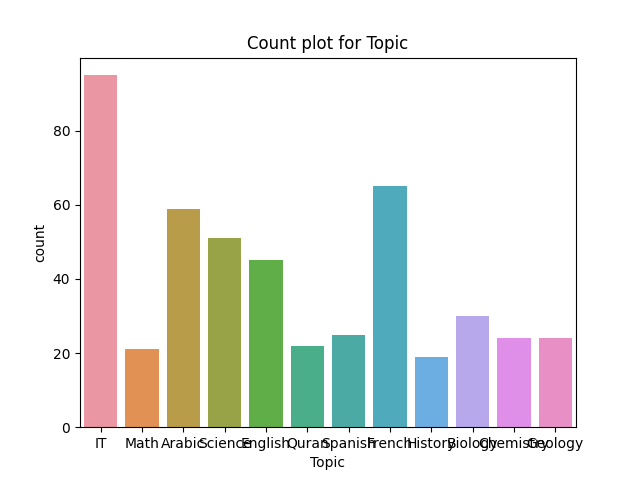 Count plot for Topic
count
80
60
40
20
0
IT Math Arabic Science English Quran Spanish French History Biology Chemistry Geology
Topic